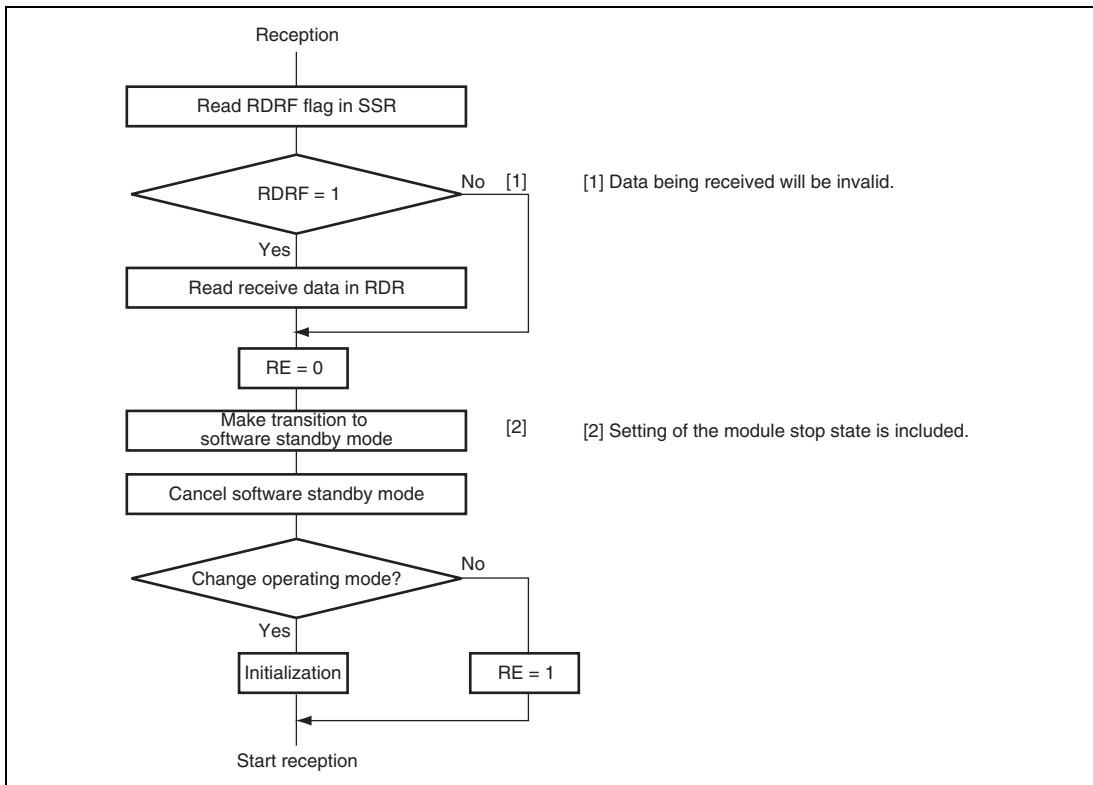 Reception
Read RDRF flag in SSR
RDRF = 1
No [1]
[1] Data being received will be invalid.
Yes
Read receive data in RDR
RE = 0
Make transition to
software standby mode
[2]
[2] Setting of the module stop state is included.
Cancel software standby mode
Change operating mode?
No
Yes
Initialization
RE = 1
Start reception